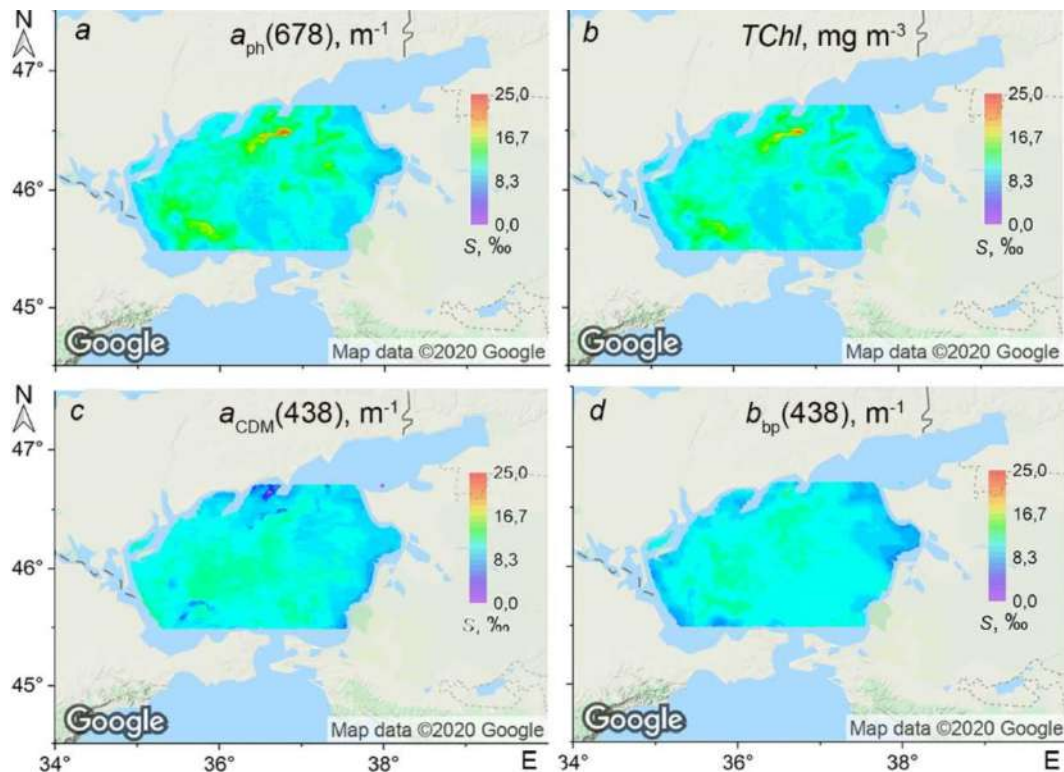 N
a
a_ph(678), m⁻¹
47°
46°
45°
25,0
16,7
8,3
0,0
S, ‰
Google
Map data ©2020 Google
b
TChl, mg m⁻³
25,0
16,7
8,3
0,0
S, ‰
Google
Map data ©2020 Google
N
c
a_CDM(438), m⁻¹
47°
46°
45°
25,0
16,7
8,3
0,0
S, ‰
Google
Map data ©2020 Google
34°
36°
38°
E
d
b_bp(438), m⁻¹
25,0
16,7
8,3
0,0
S, ‰
Google
Map data ©2020 Google
34°
36°
38°
E